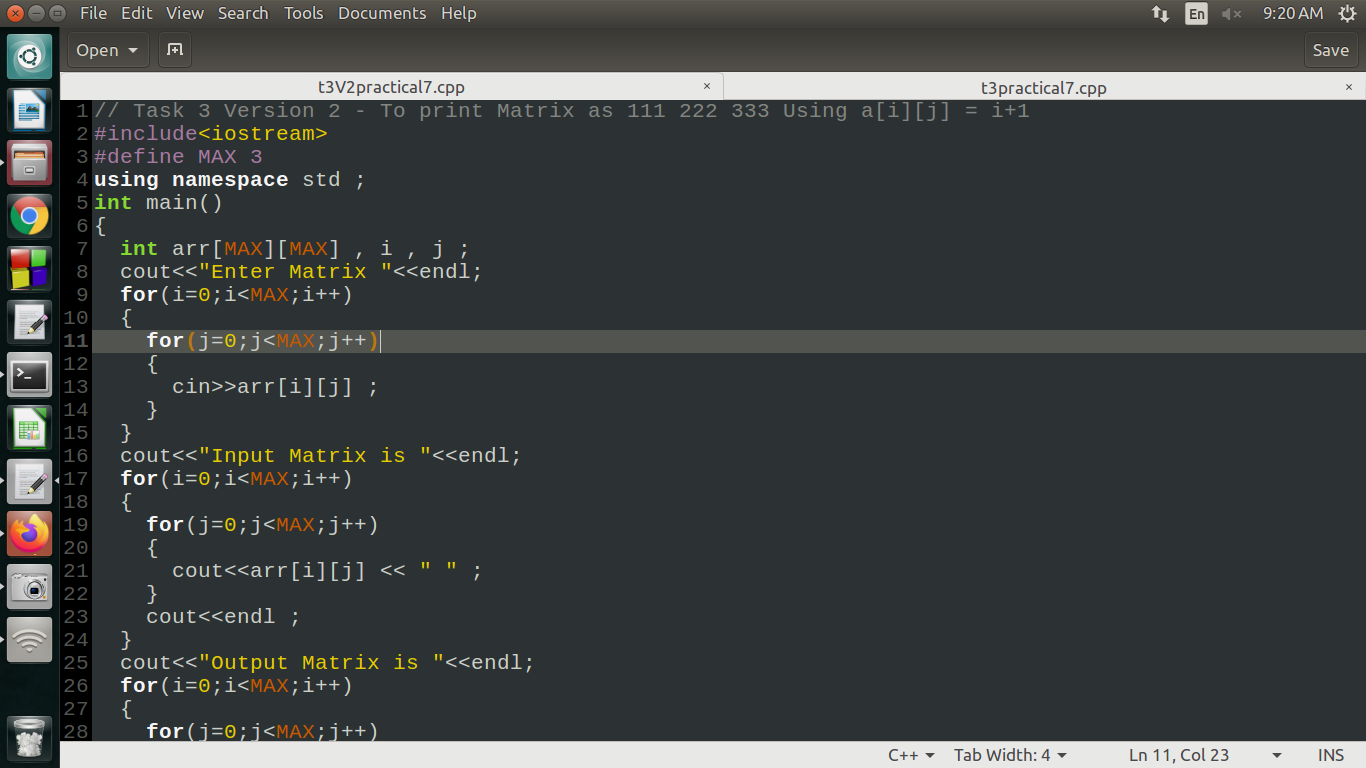 File Edit View Search Tools Documents Help En 9:20 AM
Open Save
t3V2practical7.cpp × t3practical7.cpp ×
1 // Task 3 Version 2 - To print Matrix as 111 222 333 Using a[i][j] = i+1
2 #include<iostream>
3 #define MAX 3
4 using namespace std ;
5 int main()
6 {
7   int arr[MAX][MAX] , i , j ;
8   cout<<"Enter Matrix "<<endl;
9   for(i=0;i<MAX;i++)
10   {
11     for(j=0;j<MAX;j++)
12     {
13       cin>>arr[i][j] ;
14     }
15   }
16   cout<<"Input Matrix is "<<endl;
17   for(i=0;i<MAX;i++)
18   {
19     for(j=0;j<MAX;j++)
20     {
21       cout<<arr[i][j] << " " ;
22     }
23     cout<<endl ;
24   }
25   cout<<"Output Matrix is "<<endl;
26   for(i=0;i<MAX;i++)
27   {
28     for(j=0;j<MAX;j++)
C++ Tab Width: 4 Ln 11, Col 23 INS